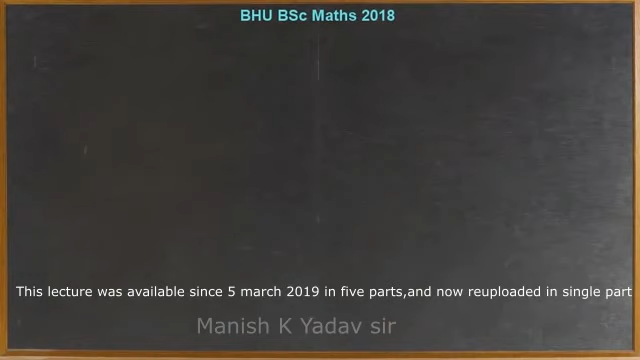 BHU BSc Maths 2018
This lecture was available since 5 march 2019 in five parts,and now reuploaded in single part
Manish K Yadav sir